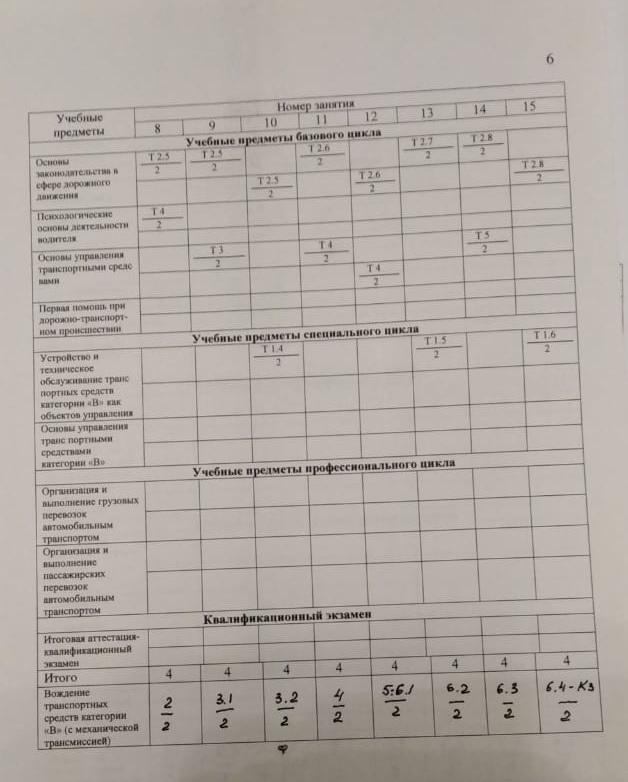 6
Учебные предметы
Номер занятия
8 9 10 11 12 13 14 15
Учебные предметы базового цикла
Основы законодательства в сфере дорожного движения
Т 2.5 Т 2.5 Т 2.6 Т 2.7 Т 2.8
2 2 2 2 2
Т 2.5 Т 2.6 Т 2.8
2 2 2
Психологические основы деятельности водителя
Т 4
2
Основы управления транспортными средс вами
Т 3 Т 4 Т 5
2 2 2
Т 4
2
Первая помощь при дорожно-транспорт- ном происшествии
Учебные предметы специального цикла
Устройство и техническое обслуживание транс портных средств категории «В» как объектов управления
Т 1.4 Т 1.5 Т 1.6
2 2 2
Основы управления транс портными средствами категории «В»
Учебные предметы профессионального цикла
Организация и выполнение грузовых перевозок автомобильным транспортом
Организация и выполнение пассажирских перевозок автомобильным транспортом
Квалификационный экзамен
Итоговая аттестация- квалификационный экзамен
Итого 4 4 4 4 4 4 4 4
Вождение транспортных средств категории «В» (с механической трансмиссией)
2 3.1 3.2 4 5-6.1 6.2 6.3 6.4-Кз
2 2 2 2 2 2 2 2